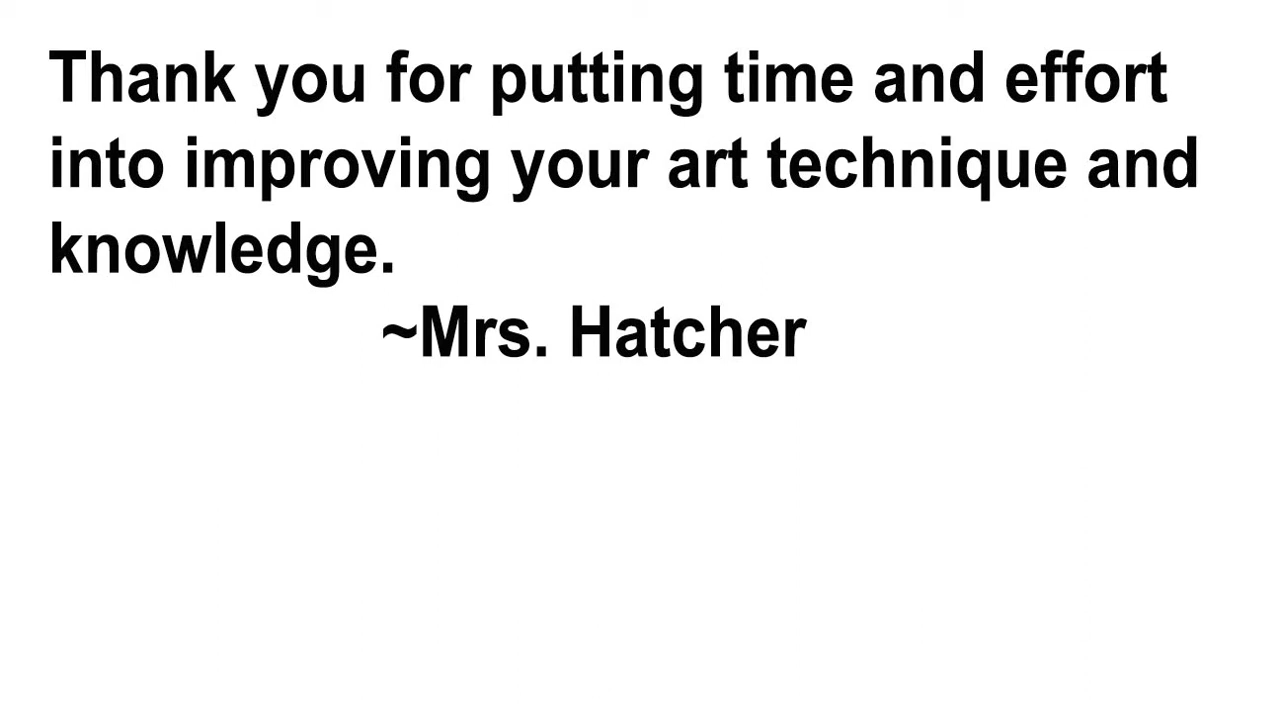 Thank you for putting time and effort
into improving your art technique and
knowledge.
~Mrs. Hatcher